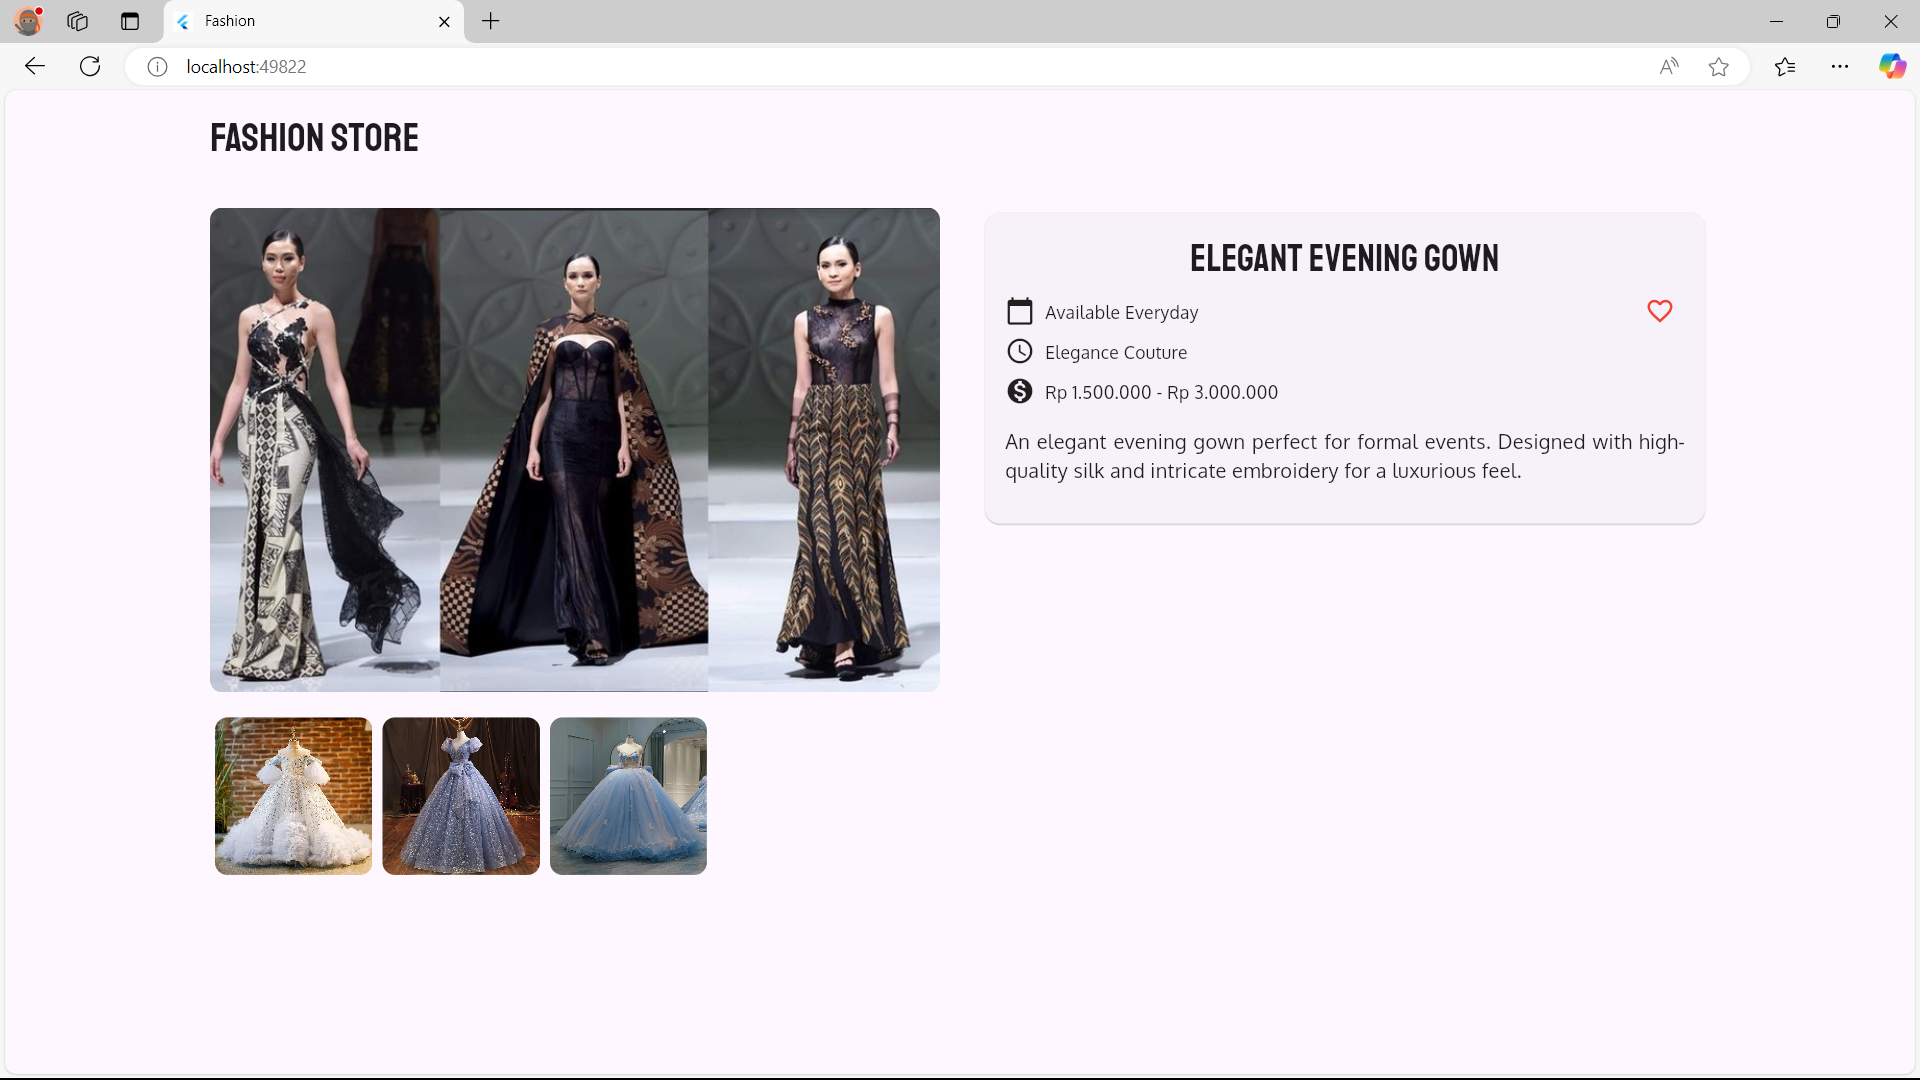 Fashion
localhost:49822
FASHION STORE
ELEGANT EVENING GOWN
Available Everyday
Elegance Couture
Rp 1.500.000 - Rp 3.000.000
An elegant evening gown perfect for formal events. Designed with high-
quality silk and intricate embroidery for a luxurious feel.